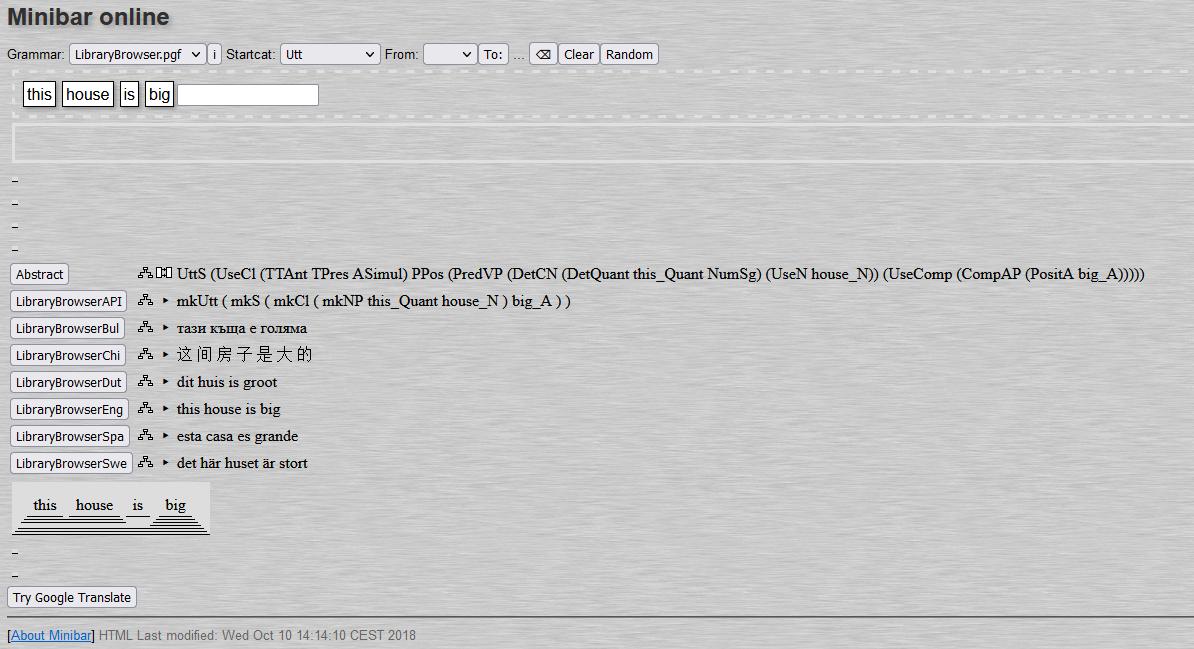 Minibar online
Grammar: LibraryBrowser.pgf i Startcat: Utt From: To: ... ⌫ Clear Random
this house is big
–
–
–
–
Abstract UttS (UseCl (TTAnt TPres ASimul) PPos (PredVP (DetCN (DetQuant this_Quant NumSg) (UseN house_N)) (UseComp (CompAP (PositA big_A)))))
LibraryBrowserAPI ‣ mkUtt ( mkS ( mkCl ( mkNP this_Quant house_N ) big_A ) )
LibraryBrowserBul ‣ тази къща е голяма
LibraryBrowserChi ‣ 这 间 房 子 是 大 的
LibraryBrowserDut ‣ dit huis is groot
LibraryBrowserEng ‣ this house is big
LibraryBrowserSpa ‣ esta casa es grande
LibraryBrowserSwe ‣ det här huset är stort
this house is big
–
–
Try Google Translate
[About Minibar] HTML Last modified: Wed Oct 10 14:14:10 CEST 2018